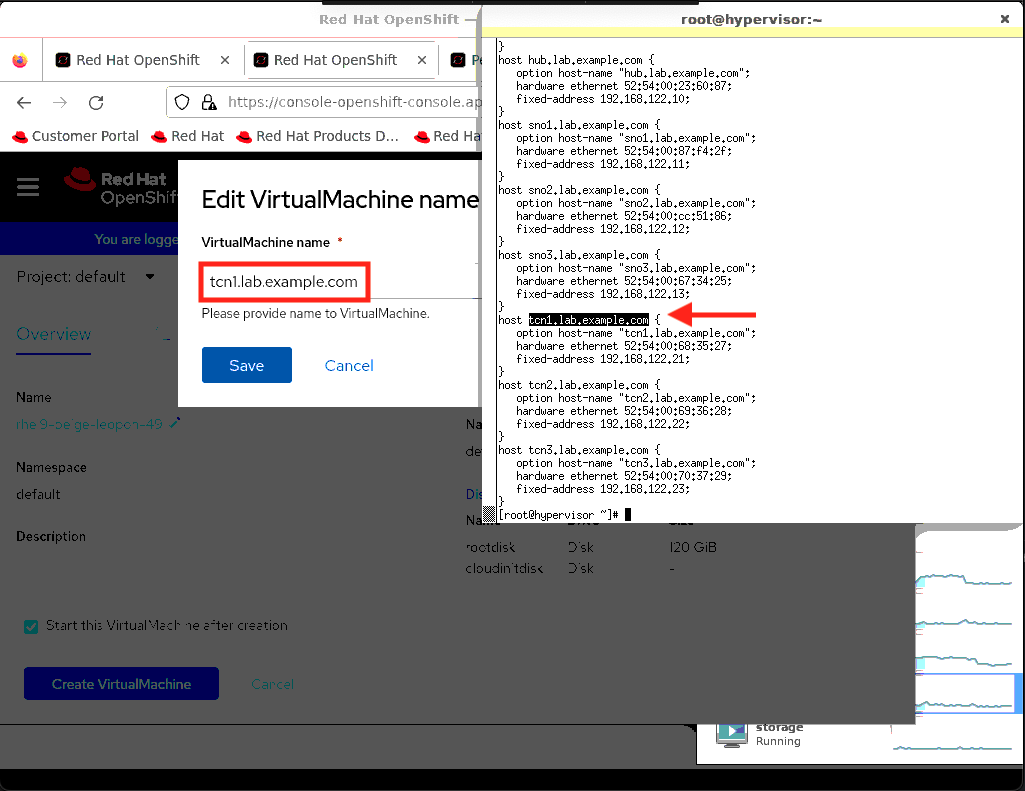 Red Hat OpenShift —
root@hypervisor:~
Red Hat OpenShift
Red Hat OpenShift
https://console-openshift-console.ap
Customer Portal
Red Hat
Red Hat Products D...
Red Hat
OpenShift
You are logge
Project: default
Overview
Name
rhel9-beige-leopon-49
Namespace
default
Description
Start this VirtualMachine after creation
Create VirtualMachine
Cancel
Edit VirtualMachine name
VirtualMachine name *
tcn1.lab.example.com
Please provide name to VirtualMachine.
Save
Cancel
rootdisk Disk 120 GiB
cloudinitdisk Disk -
}
host hub.lab.example.com {
option host-name "hub.lab.example.com";
hardware ethernet 52:54:00:23:60:87;
fixed-address 192.168.122.10;
}
host sno1.lab.example.com {
option host-name "sno1.lab.example.com";
hardware ethernet 52:54:00:87:f4:2f;
fixed-address 192.168.122.11;
}
host sno2.lab.example.com {
option host-name "sno2.lab.example.com";
hardware ethernet 52:54:00:cc:51:86;
fixed-address 192.168.122.12;
}
host sno3.lab.example.com {
option host-name "sno3.lab.example.com";
hardware ethernet 52:54:00:67:34:25;
fixed-address 192.168.122.13;
}
host tcn1.lab.example.com {
option host-name "tcn1.lab.example.com";
hardware ethernet 52:54:00:68:35:27;
fixed-address 192.168.122.21;
}
host tcn2.lab.example.com {
option host-name "tcn2.lab.example.com";
hardware ethernet 52:54:00:69:36:28;
fixed-address 192.168.122.22;
}
host tcn3.lab.example.com {
option host-name "tcn3.lab.example.com";
hardware ethernet 52:54:00:70:37:29;
fixed-address 192.168.122.23;
}
[root@hypervisor ~]#
storage
Running